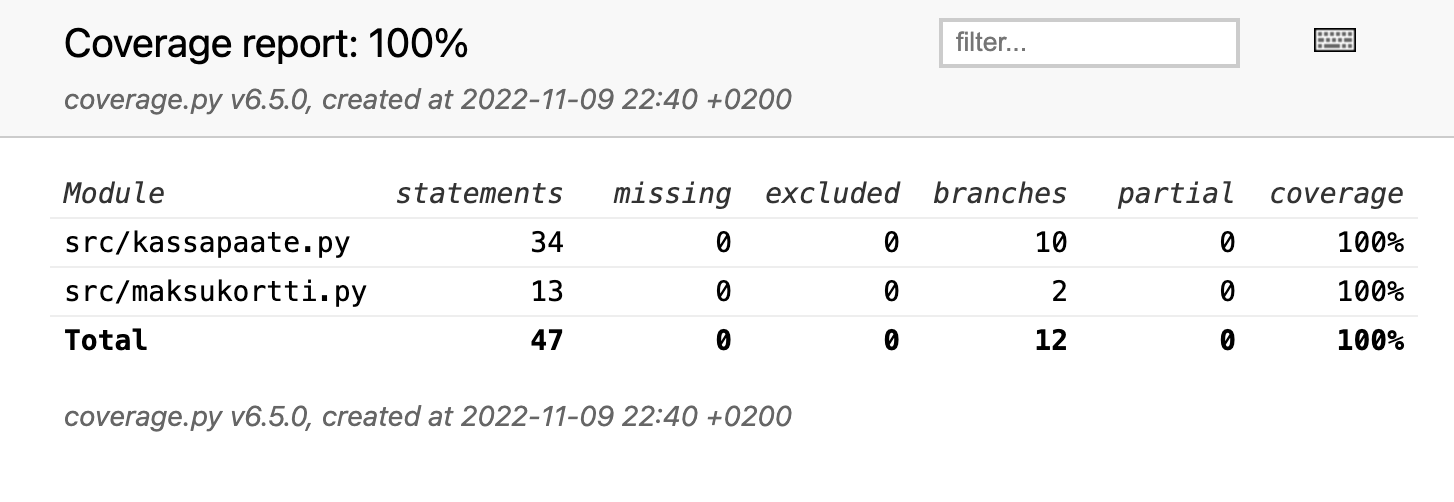 Coverage report: 100%
filter...
coverage.py v6.5.0, created at 2022-11-09 22:40 +0200
Module statements missing excluded branches partial coverage
src/kassapaate.py 34 0 0 10 0 100%
src/maksukortti.py 13 0 0 2 0 100%
Total 47 0 0 12 0 100%
coverage.py v6.5.0, created at 2022-11-09 22:40 +0200